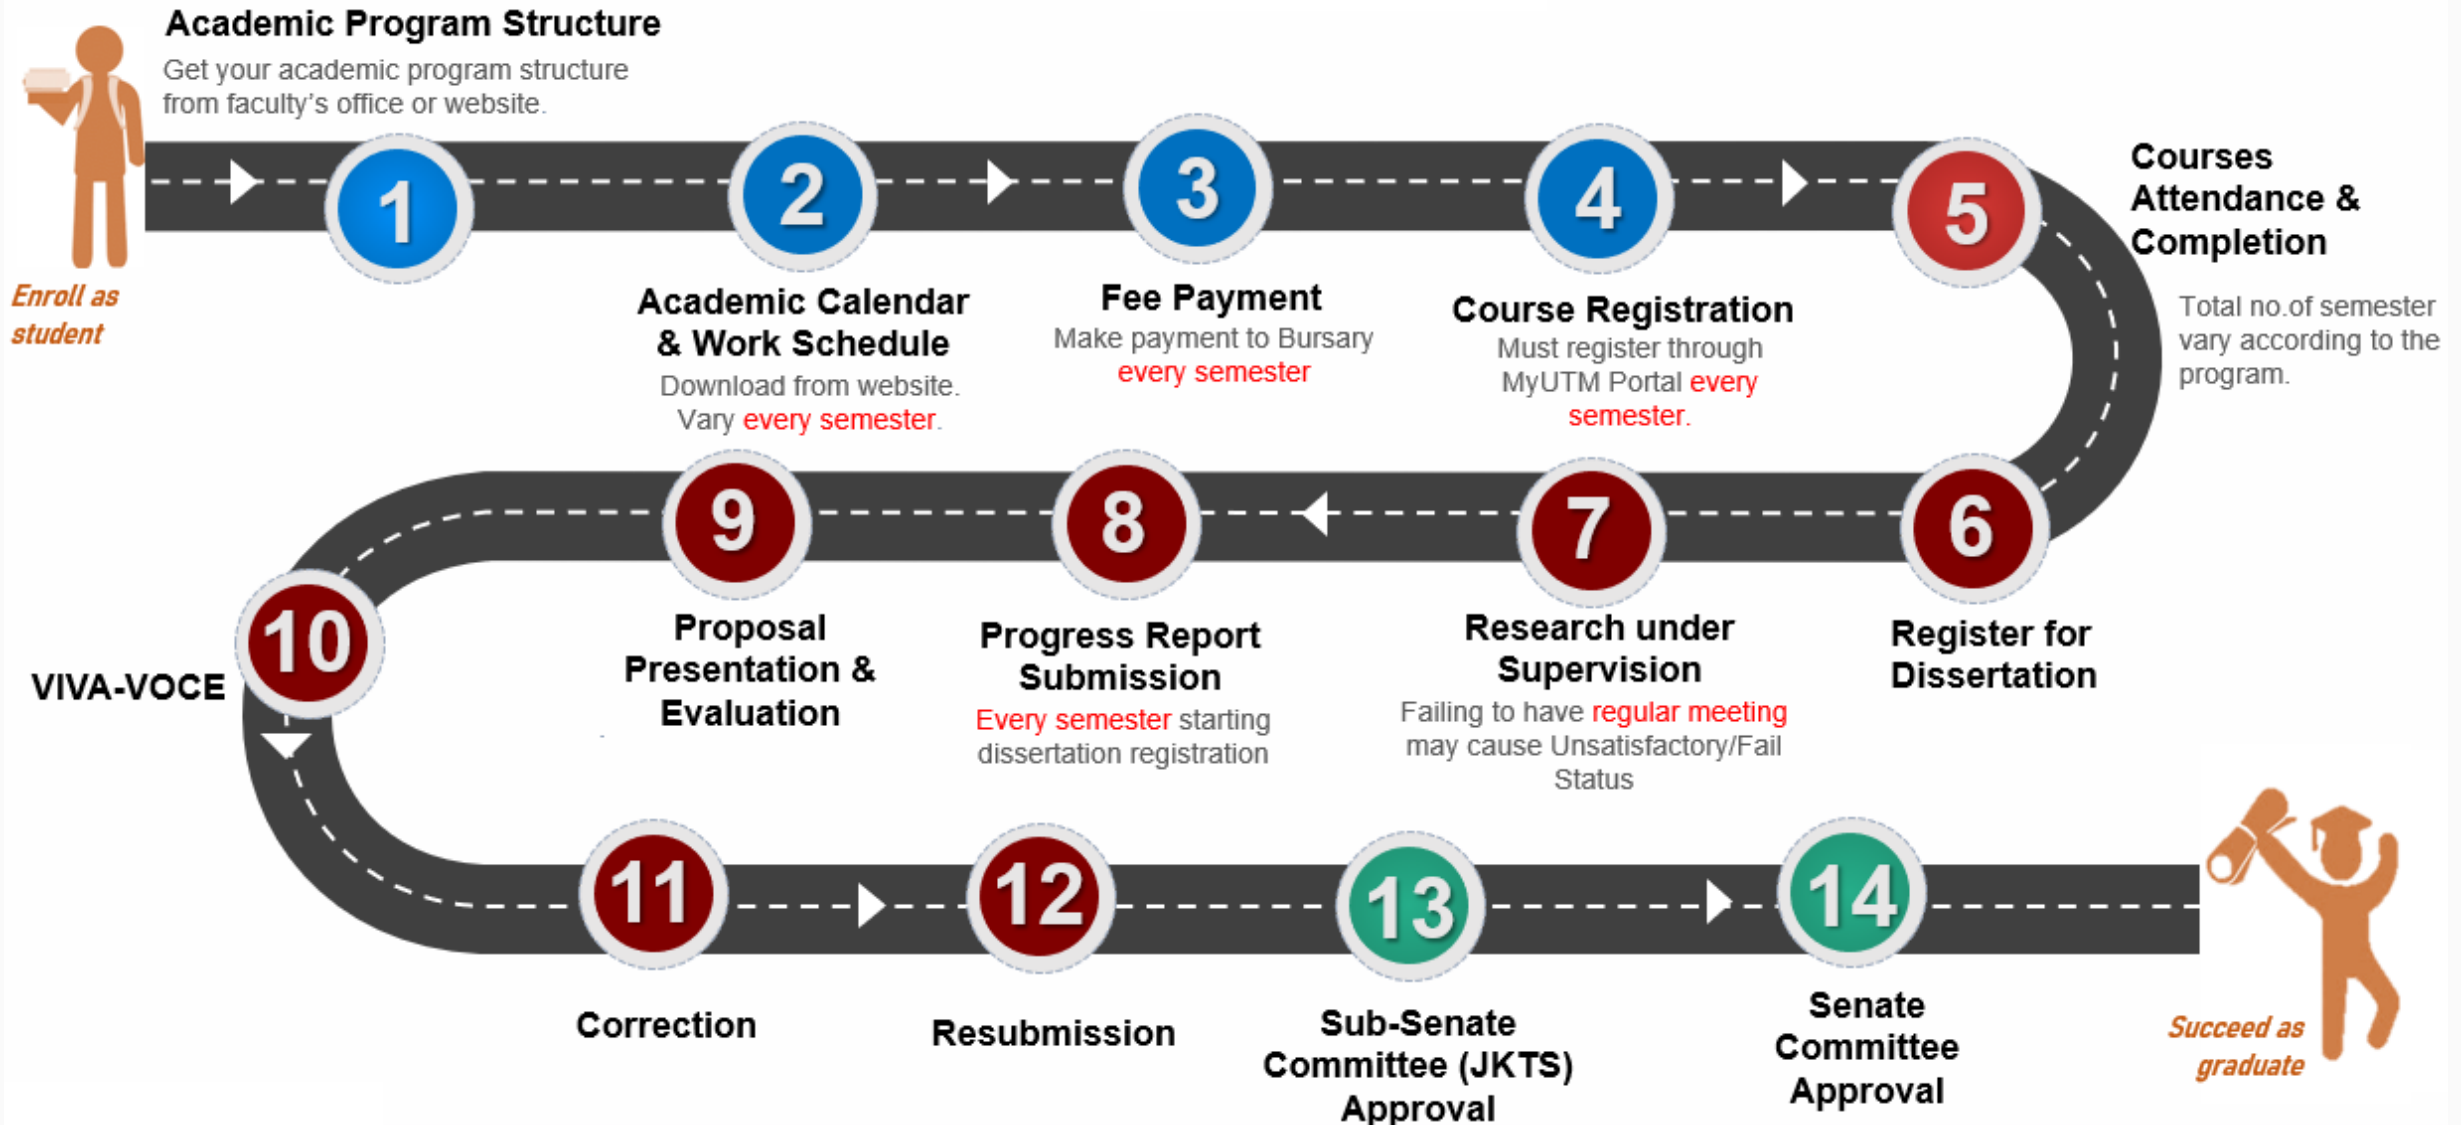 Academic Program Structure
Get your academic program structure
from faculty's office or website.
Enroll as
student
1
2
Academic Calendar
& Work Schedule
Download from website.
Vary every semester.
3
Fee Payment
Make payment to Bursary
every semester
4
Course Registration
Must register through
MyUTM Portal every
semester.
5
Courses
Attendance &
Completion
Total no.of semester
vary according to the
program.
6
Register for
Dissertation
7
Research under
Supervision
Failing to have regular meeting
may cause Unsatisfactory/Fail
Status
8
Progress Report
Submission
Every semester starting
dissertation registration
9
Proposal
Presentation &
Evaluation
10
VIVA-VOCE
11
Correction
12
Resubmission
13
Sub-Senate
Committee (JKTS)
Approval
14
Senate
Committee
Approval
Succeed as
graduate